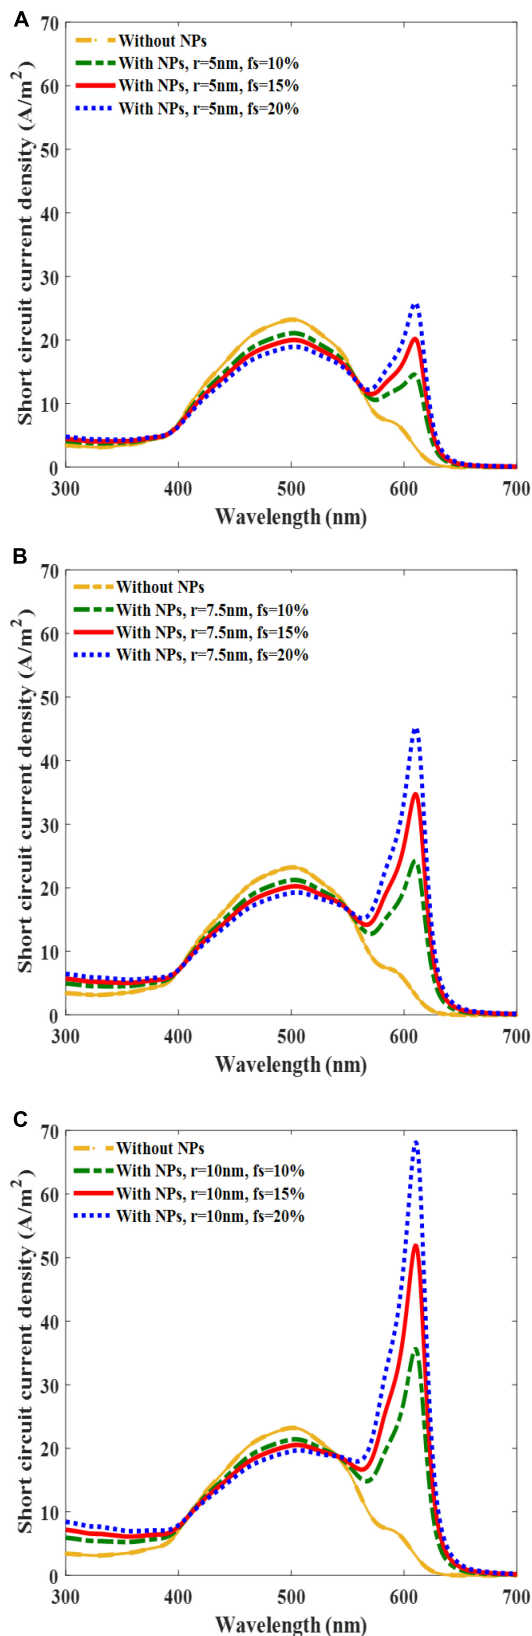 A
70
60
50
40
30
20
10
0
Short circuit current density (A/m²)
Without NPs
With NPs, r=5nm, fs=10%
With NPs, r=5nm, fs=15%
With NPs, r=5nm, fs=20%
300 400 500 600 700
Wavelength (nm)
B
70
60
50
40
30
20
10
0
Short circuit current density (A/m²)
Without NPs
With NPs, r=7.5nm, fs=10%
With NPs, r=7.5nm, fs=15%
With NPs, r=7.5nm, fs=20%
300 400 500 600 700
Wavelength (nm)
C
70
60
50
40
30
20
10
0
Short circuit current density (A/m²)
Without NPs
With NPs, r=10nm, fs=10%
With NPs, r=10nm, fs=15%
With NPs, r=10nm, fs=20%
300 400 500 600 700
Wavelength (nm)